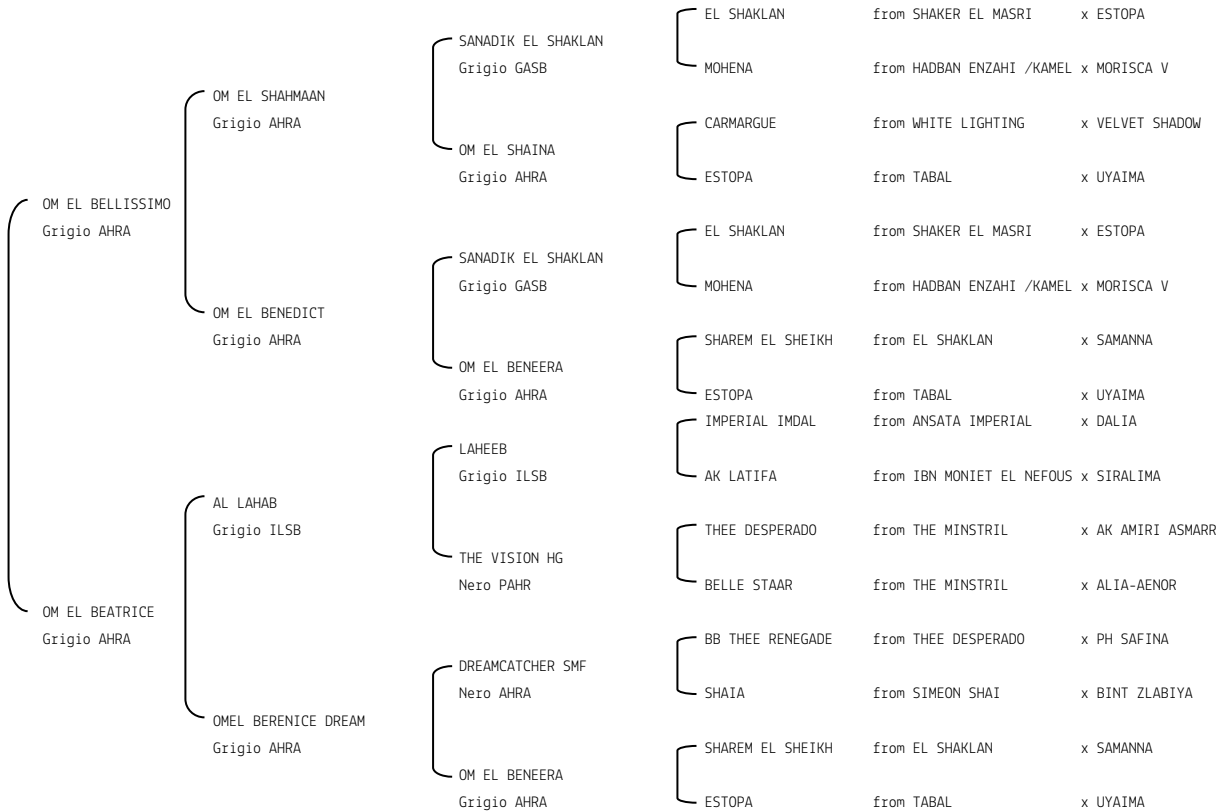 EL SHAKLAN from SHAKER EL MASRI x ESTOPA
SANADIK EL SHAKLAN
Grigio GASB MOHENA from HADBAN ENZAHI /KAMEL x MORISCA V
OM EL SHAHMAAN
Grigio AHRA CARMARGUE from WHITE LIGHTING x VELVET SHADOW
OM EL SHAINA
Grigio AHRA ESTOPA from TABAL x UYAIMA
OM EL BELLISSIMO
Grigio AHRA EL SHAKLAN from SHAKER EL MASRI x ESTOPA
SANADIK EL SHAKLAN
Grigio GASB MOHENA from HADBAN ENZAHI /KAMEL x MORISCA V
OM EL BENEDICT
Grigio AHRA SHAREM EL SHEIKH from EL SHAKLAN x SAMANNA
OM EL BENEERA
Grigio AHRA ESTOPA from TABAL x UYAIMA
IMPERIAL IMDAL from ANSATA IMPERIAL x DALIA
LAHEEB
Grigio ILSB AK LATIFA from IBN MONIET EL NEFOUS x SIRALIMA
AL LAHAB
Grigio ILSB THEE DESPERADO from THE MINSTRIL x AK AMIRI ASMARR
THE VISION HG
Nero PAHR BELLE STAAR from THE MINSTRIL x ALIA-AENOR
OM EL BEATRICE
Grigio AHRA BB THEE RENEGADE from THEE DESPERADO x PH SAFINA
DREAMCATCHER SMF
Nero AHRA SHAIA from SIMEON SHAI x BINT ZLABIYA
OMEL BERENICE DREAM
Grigio AHRA SHAREM EL SHEIKH from EL SHAKLAN x SAMANNA
OM EL BENEERA
Grigio AHRA ESTOPA from TABAL x UYAIMA